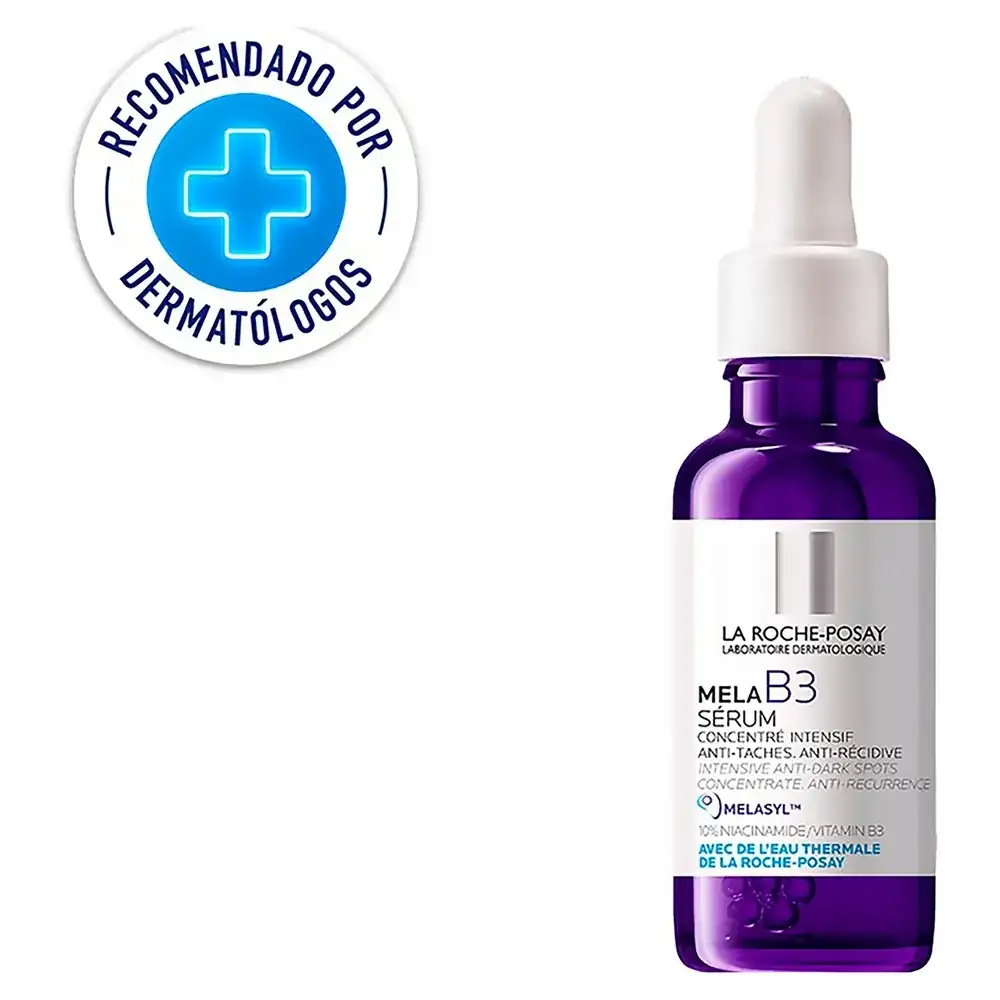 RECOMENDADO POR
DERMATÓLOGOS
LA ROCHE-POSAY
LABORATOIRE DERMATOLOGIQUE
MELA B3
SÉRUM
CONCENTRÉ INTENSIF
ANTI-TACHES, ANTI-RÉCIDIVE
INTENSIVE ANTI-DARK SPOTS
CONCENTRATE, ANTI-RECURRENCE
MELASYL™
10% NIACINAMIDE/VITAMIN B3
AVEC DE L'EAU THERMALE
DE LA ROCHE-POSAY